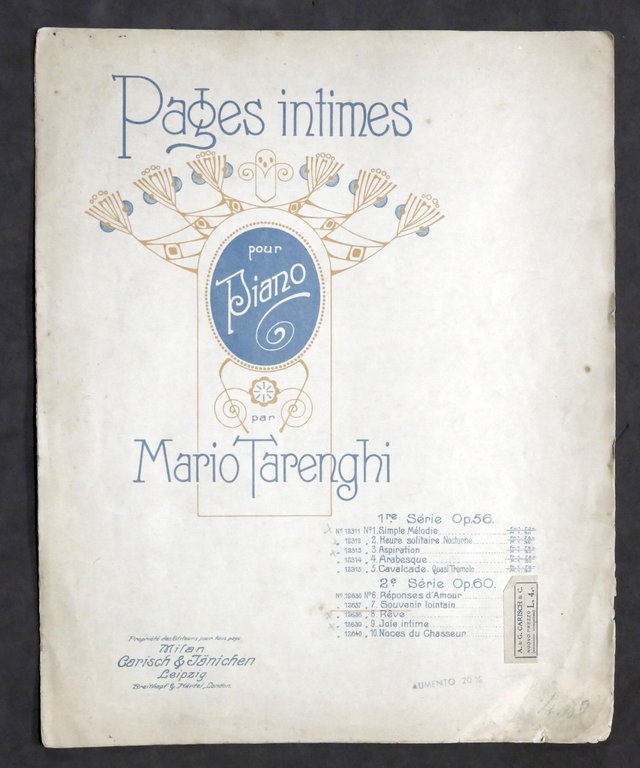 Pages intimes
pour
Piano
par
Mario Tarenghi
1re Série Op.56.
No 12311 No 1. Simple Mélodie
„ 12312 „ 2. Heure solitaire. Nocturne
„ 12313 „ 3. Aspiration
„ 12314 „ 4. Arabesque
„ 12315 „ 5. Cavalcade. Quasi Tremolo
2e Série Op.60.
No 12636 No 6. Réponses d'Amour
„ 12637 „ 7. Souvenir lointain
„ 12638 „ 8. Rêve
„ 12639 „ 9. Joie intime
„ 12640 „ 10. Noces du Chasseur
A. & G. CARISCH & C.
NUOVO PREZZO L. 4.-
Propriété des Editeurs pour tous pays.
Milan
Carisch & Jänichen
Leipzig
Breitkopf & Härtel, London.
AUMENTO 20 %